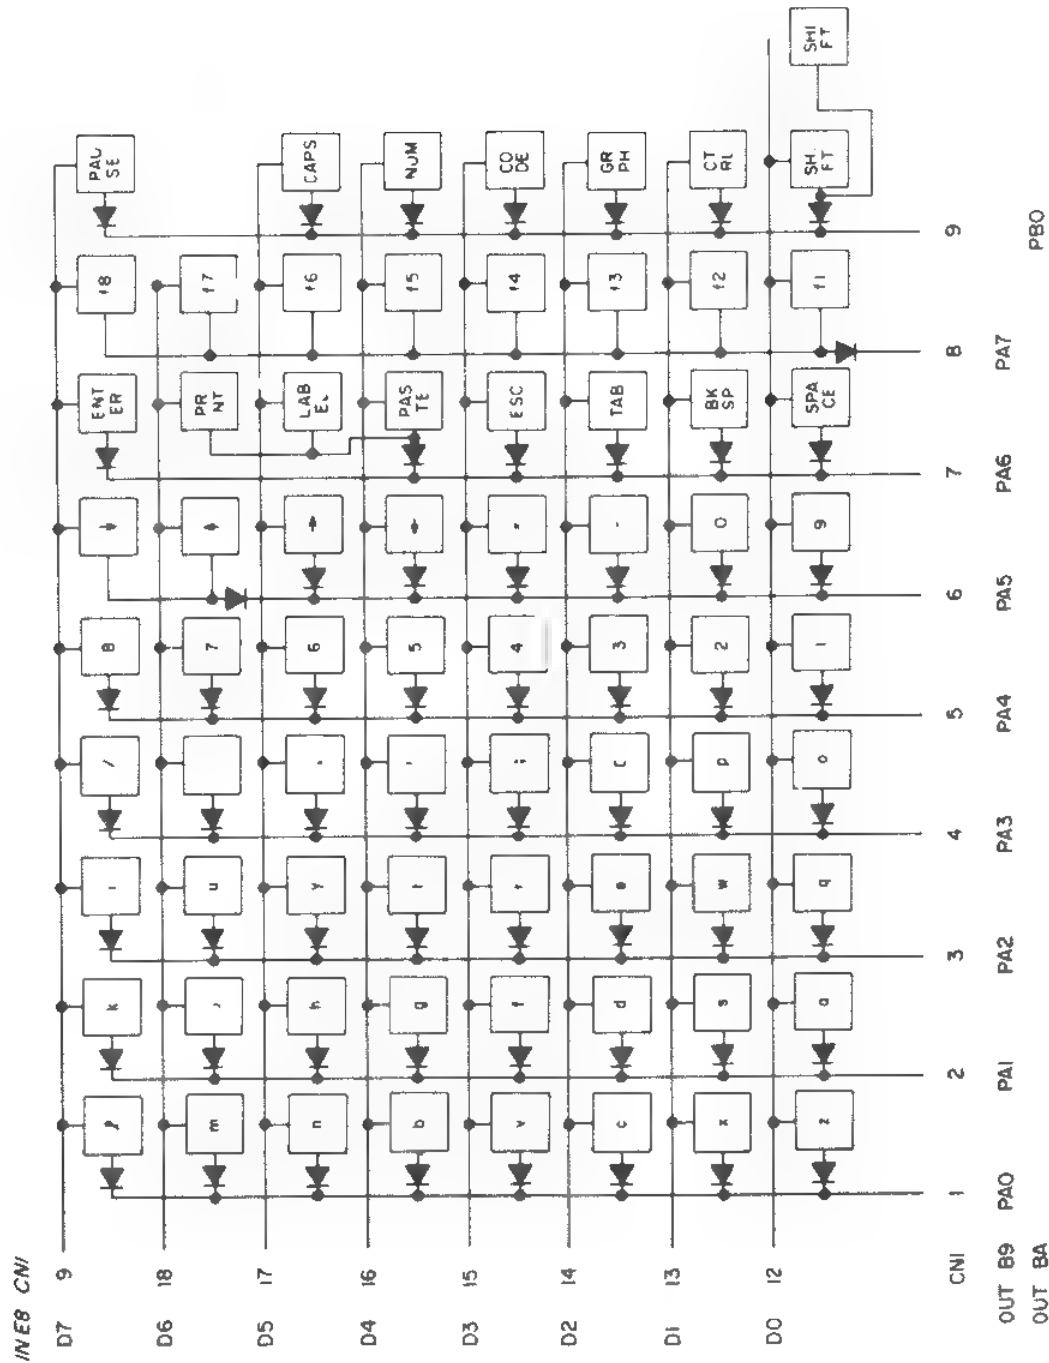 INE8 CN1
D7 9 l k i / 8 ↓ ENT ER f8 PAU SE
D6 18 m j u 7 ↑ PR NT f7
D5 17 n h y 6 → LAB EL f6 CAPS
D4 16 b g t 5 ← PAS TE f5 NUM
D3 15 v f r ; 4 = ESC f4 CO DE
D2 14 c d e [ 3 - TAB f3 GR PH
D1 13 x s w p 2 0 BK SP f2 CT RL
D0 12 z a q o 1 9 SPA CE f1 SHI FT SHI FT
CN1 1 2 3 4 5 6 7 8 9
OUT B9 PA0 PA1 PA2 PA3 PA4 PA5 PA6 PA7
OUT BA PB0